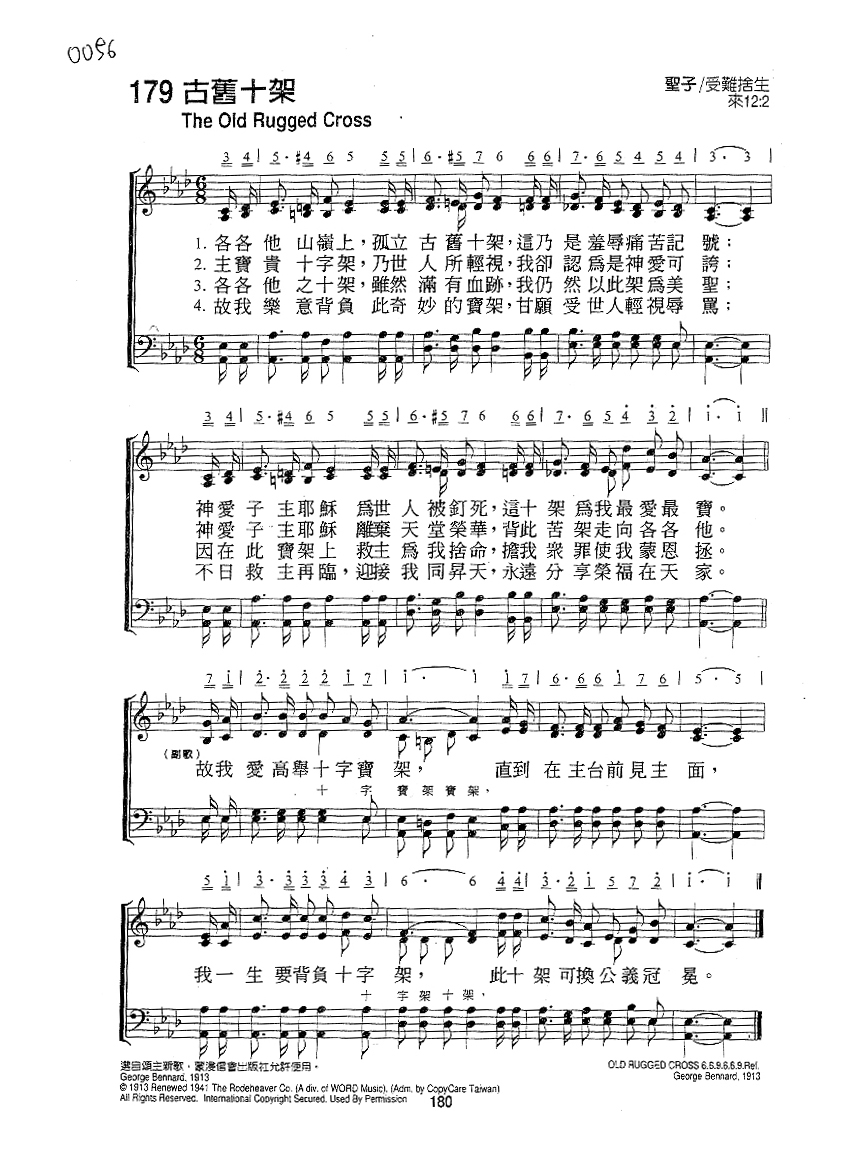 0096
179 古舊十架
聖子/受難捨生
來12:2
The Old Rugged Cross
3 4 | 5·#4 6 5 5 5 | 6·#5 7 6 6 6 | 7·6 5 4 5 4 | 3· 3 |
1. 各各他山嶺上，孤立古舊十架，這乃是羞辱痛苦記號；
2. 主寶貴十字架，乃世人所輕視，我卻認為是神愛可誇；
3. 各各他之十架，雖然滿有血跡，我仍然以此架為美聖；
4. 故我樂意背負此奇妙的寶架，甘願受世人輕視辱罵；
3 4 | 5·#4 6 5 5 5 | 6·#5 7 6 6 6 | 7·6 5 4 3 2 | 1· 1 ||
神愛子主耶穌為世人被釘死，這十架為我最愛最寶。
神愛子主耶穌離棄天堂榮華，背此苦架走向各各他。
因在此寶架上救主為我捨命，擔我眾罪使我蒙恩拯。
不日救主再臨，迎接我同昇天，永遠分享榮福在天家。
7 1 | 2·2 2 2 1 7 | 1· 1 1 7 | 6·6 6 6 1 6 | 5· 5 |
（副歌）
故我愛高舉十字寶架，直到在主台前見主面，
十字寶架寶架，
5 1 | 3·3 3 3 4 3 | 6· 6 4 4 | 3·2 1 5 7 2 | 1· 1 ||
我一生要背負十字架，此十架可換公義冠冕。
十字架十架，
選自頌主新歌，蒙浸信會出版社允許使用。
OLD RUGGED CROSS 6.6.9.6.6.9.Ref.
George Bennard, 1913
George Bennard, 1913
© 1913 Renewed 1941 The Rodeheaver Co. (A div. of WORD Music). (Adm. by CopyCare Taiwan)
All Rights Reserved. International Copyright Secured. Used By Permission
180